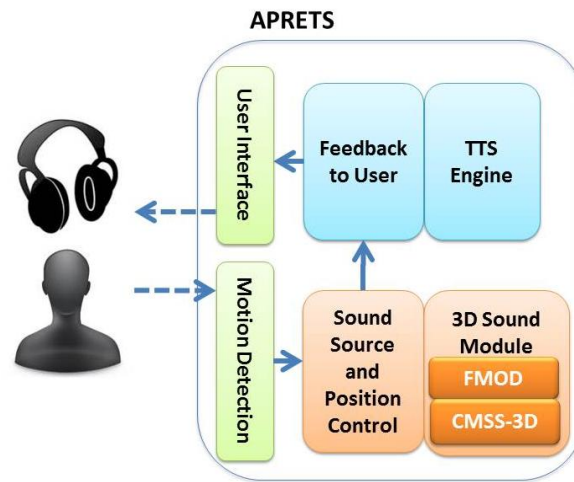 APRETS
User Interface
Feedback
to User
TTS
Engine
Motion Detection
Sound
Source
and
Position
Control
3D Sound
Module
FMOD
CMSS-3D